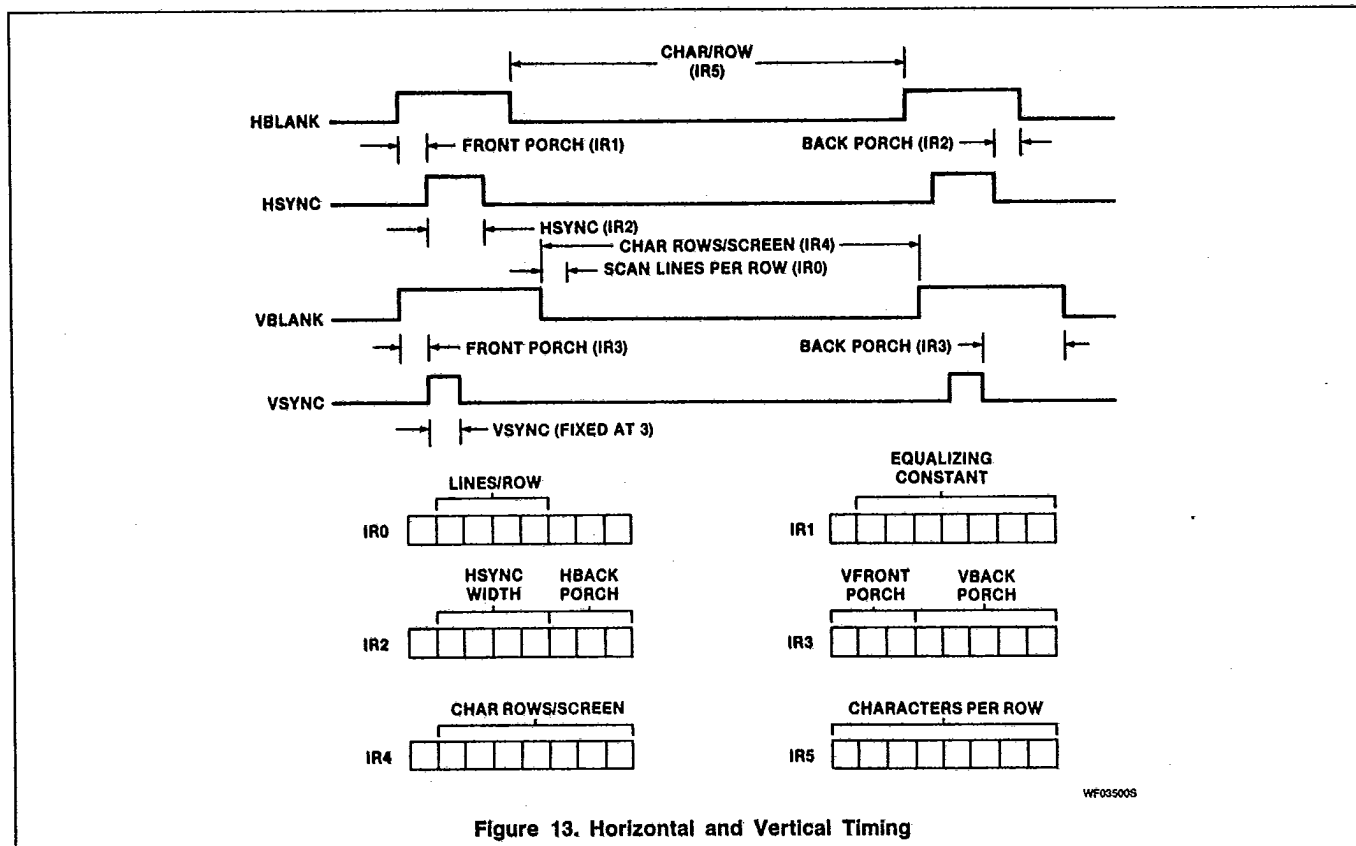 CHAR/ROW
(IR5)
HBLANK
FRONT PORCH (IR1)
BACK PORCH (IR2)
HSYNC
HSYNC (IR2)
CHAR ROWS/SCREEN (IR4)
SCAN LINES PER ROW (IR0)
VBLANK
FRONT PORCH (IR3)
BACK PORCH (IR3)
VSYNC
VSYNC (FIXED AT 3)
LINES/ROW
IR0
EQUALIZING
CONSTANT
IR1
HSYNC
WIDTH
HBACK
PORCH
IR2
VFRONT
PORCH
VBACK
PORCH
IR3
CHAR ROWS/SCREEN
IR4
CHARACTERS PER ROW
IR5
WF03500S
Figure 13. Horizontal and Vertical Timing